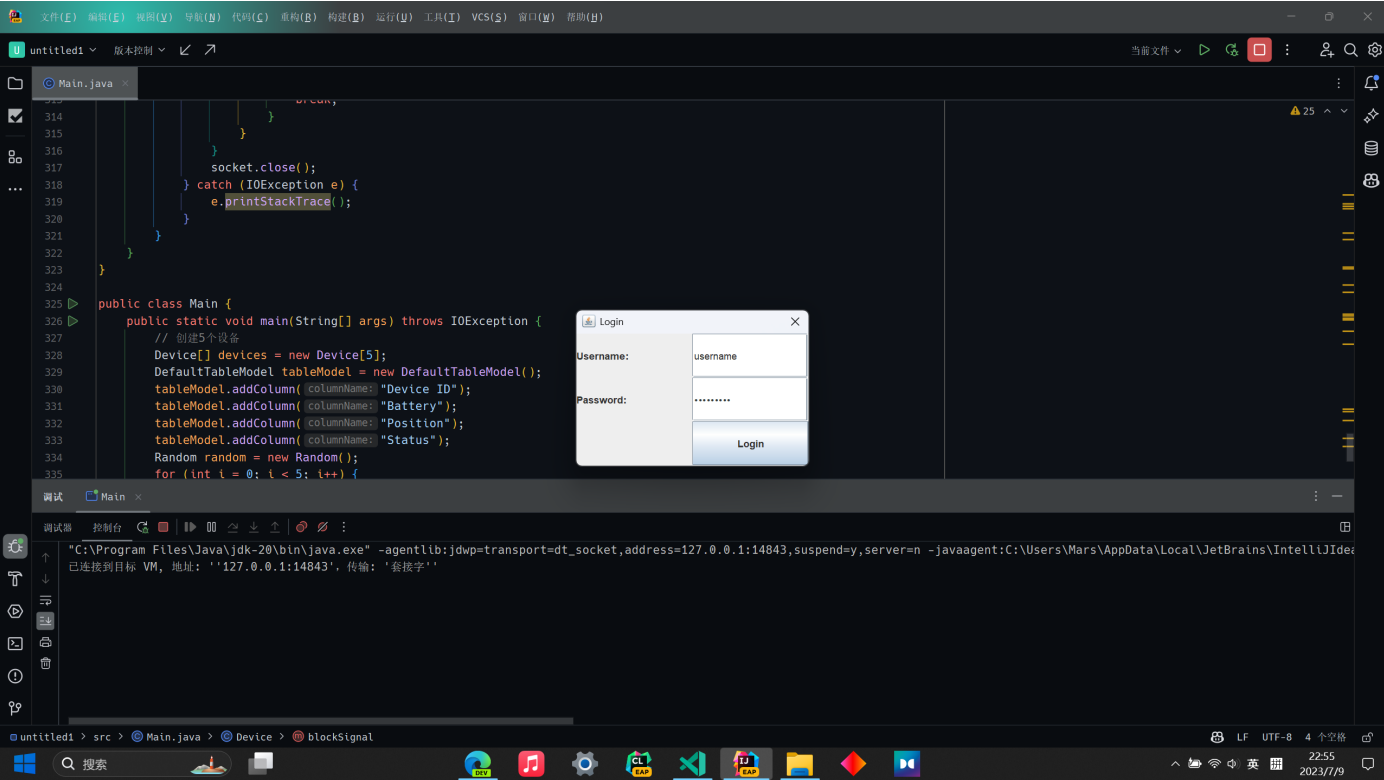 文件(F) 编辑(E) 视图(V) 导航(N) 代码(C) 重构(R) 构建(B) 运行(U) 工具(T) VCS(S) 窗口(W) 帮助(H)
U untitled1 版本控制 当前文件
Main.java
25
313 break;
314 }
315 }
316 }
317 socket.close();
318 } catch (IOException e) {
319 e.printStackTrace();
320 }
321 }
322 }
323 }
324
325 public class Main {
326 public static void main(String[] args) throws IOException {
327 // 创建5个设备
328 Device[] devices = new Device[5];
329 DefaultTableModel tableModel = new DefaultTableModel();
330 tableModel.addColumn( columnName: "Device ID");
331 tableModel.addColumn( columnName: "Battery");
332 tableModel.addColumn( columnName: "Position");
333 tableModel.addColumn( columnName: "Status");
334 Random random = new Random();
335 for (int i = 0; i < 5; i++) {
Login
Username: username
Password: •••••••••
Login
调试 Main
调试器 控制台
"C:\Program Files\Java\jdk-20\bin\java.exe" -agentlib:jdwp=transport=dt_socket,address=127.0.0.1:14843,suspend=y,server=n -javaagent:C:\Users\Mars\AppData\Local\JetBrains\IntelliJIdea
已连接到目标 VM, 地址: ''127.0.0.1:14843', 传输: '套接字''
untitled1 > src > Main.java > Device > blockSignal LF UTF-8 4 个空格
搜索
DEV
CL EAP
IJ EAP
英 拼
22:55
2023/7/9